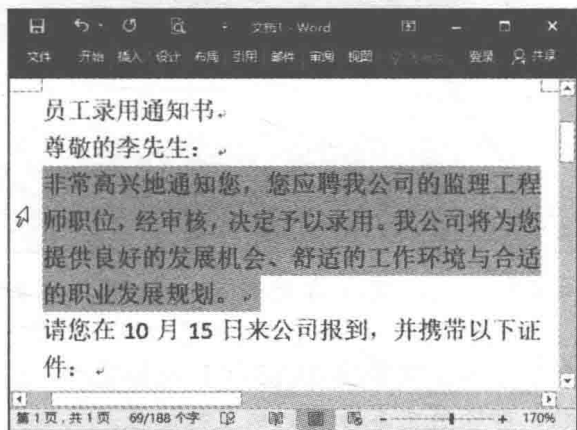 文档1 - Word
文件 开始 插入 设计 布局 引用 邮件 审阅 视图 登录 共享
员工录用通知书
尊敬的李先生：
非常高兴地通知您，您应聘我公司的监理工程
师职位，经审核，决定予以录用。我公司将为您
提供良好的发展机会、舒适的工作环境与合适
的职业发展规划。
请您在 10 月 15 日来公司报到，并携带以下证
件：
第1页，共1页 69/188 个字 170%